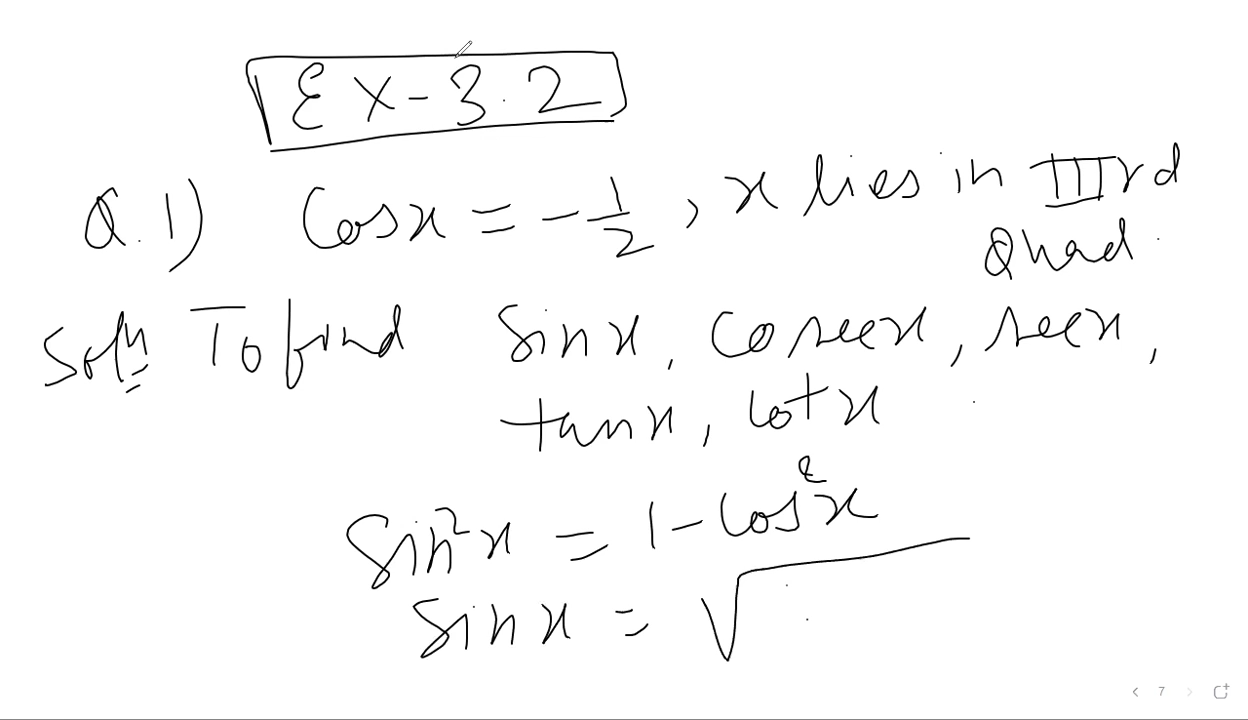 Ex-3.2
Q.1) Cosx = -1/2, x lies in IIIrd
Quad.
Soln To find sinx, cosecx, secx,
tanx, cotx
Sin²x = 1-Cos²x
Sinx = √
7